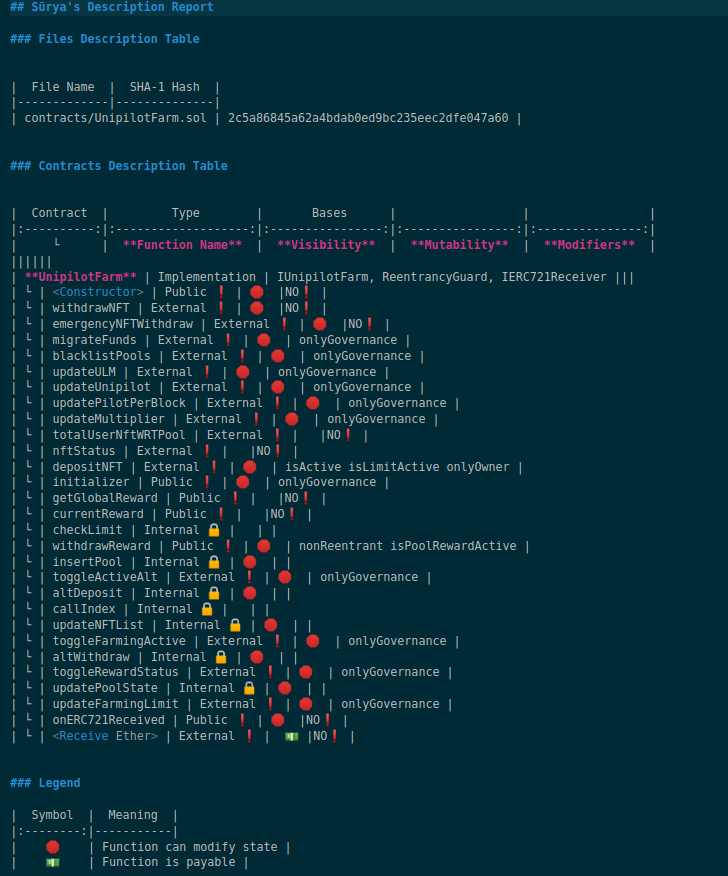 ## Sūrya's Description Report
### Files Description Table
|  File Name  |  SHA-1 Hash  |
|-------------|--------------|
| contracts/UnipilotFarm.sol | 2c5a86845a62a4bdab0ed9bc235eec2dfe047a60 |
### Contracts Description Table
|  Contract  |         Type        |       Bases      |                  |                 |
|:----------:|:-------------------:|:----------------:|:----------------:|:---------------:|
|     └      |  **Function Name**  |  **Visibility**  |  **Mutability**  |  **Modifiers**  |
||||||
| **UnipilotFarm** | Implementation | IUnipilotFarm, ReentrancyGuard, IERC721Receiver |||
| └ | <Constructor> | Public ❗️ | 🛑  |NO❗️ |
| └ | withdrawNFT | External ❗️ | 🛑  |NO❗️ |
| └ | emergencyNFTWithdraw | External ❗️ | 🛑  |NO❗️ |
| └ | migrateFunds | External ❗️ | 🛑  | onlyGovernance |
| └ | blacklistPools | External ❗️ | 🛑  | onlyGovernance |
| └ | updateULM | External ❗️ | 🛑  | onlyGovernance |
| └ | updateUnipilot | External ❗️ | 🛑  | onlyGovernance |
| └ | updatePilotPerBlock | External ❗️ | 🛑  | onlyGovernance |
| └ | updateMultiplier | External ❗️ | 🛑  | onlyGovernance |
| └ | totalUserNftWRTPool | External ❗️ |   |NO❗️ |
| └ | nftStatus | External ❗️ |   |NO❗️ |
| └ | depositNFT | External ❗️ | 🛑  | isActive isLimitActive onlyOwner |
| └ | initializer | Public ❗️ | 🛑  | onlyGovernance |
| └ | getGlobalReward | Public ❗️ |   |NO❗️ |
| └ | currentReward | Public ❗️ |   |NO❗️ |
| └ | checkLimit | Internal 🔒 |   | |
| └ | withdrawReward | Public ❗️ | 🛑  | nonReentrant isPoolRewardActive |
| └ | insertPool | Internal 🔒 | 🛑  | |
| └ | toggleActiveAlt | External ❗️ | 🛑  | onlyGovernance |
| └ | altDeposit | Internal 🔒 | 🛑  | |
| └ | callIndex | Internal 🔒 |   | |
| └ | updateNFTList | Internal 🔒 | 🛑  | |
| └ | toggleFarmingActive | External ❗️ | 🛑  | onlyGovernance |
| └ | altWithdraw | Internal 🔒 | 🛑  | |
| └ | toggleRewardStatus | External ❗️ | 🛑  | onlyGovernance |
| └ | updatePoolState | Internal 🔒 | 🛑  | |
| └ | updateFarmingLimit | External ❗️ | 🛑  | onlyGovernance |
| └ | onERC721Received | Public ❗️ | 🛑  |NO❗️ |
| └ | <Receive Ether> | External ❗️ |  💵 |NO❗️ |
### Legend
|  Symbol  |  Meaning  |
|:--------:|-----------|
|    🛑    | Function can modify state |
|    💵    | Function is payable |